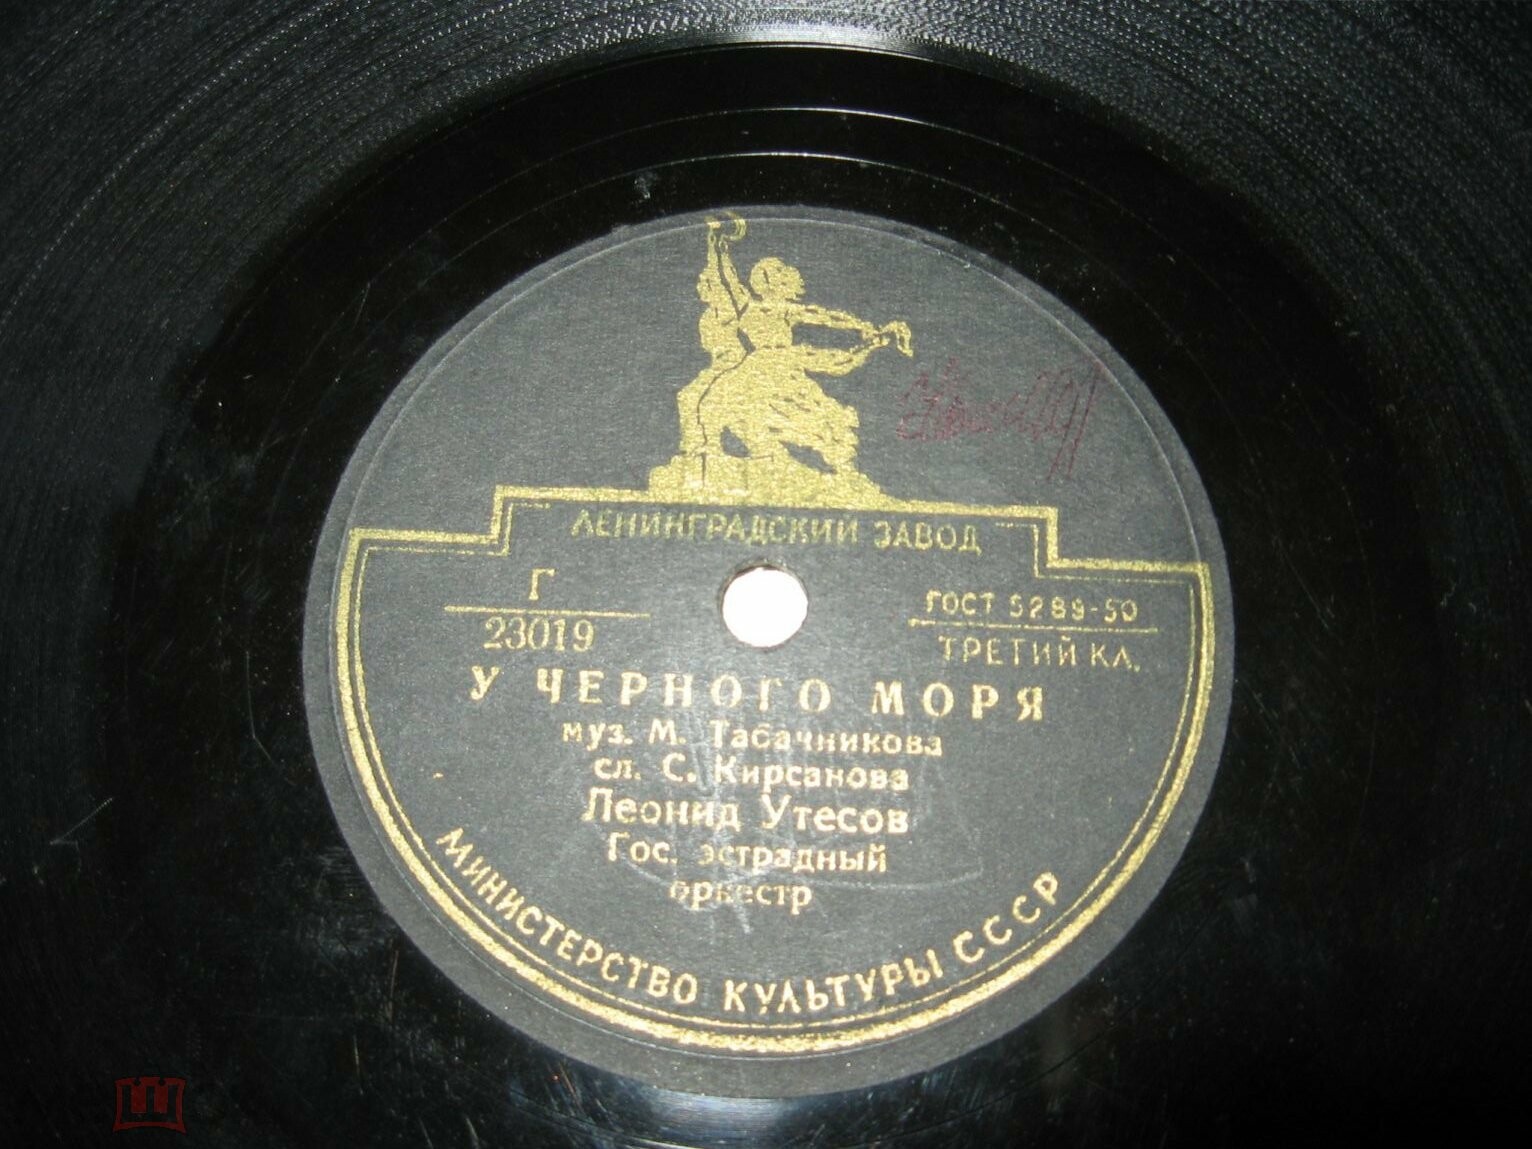 ЛЕНИНГРАДСКИЙ ЗАВОД
Г
23019
ГОСТ 5289-50
ТРЕТИЙ КЛ.
У ЧЕРНОГО МОРЯ
муз. М. Табачникова
сл. С. Кирсанова
Леонид Утесов
Гос. эстрадный
оркестр
МИНИСТЕРСТВО КУЛЬТУРЫ СССР